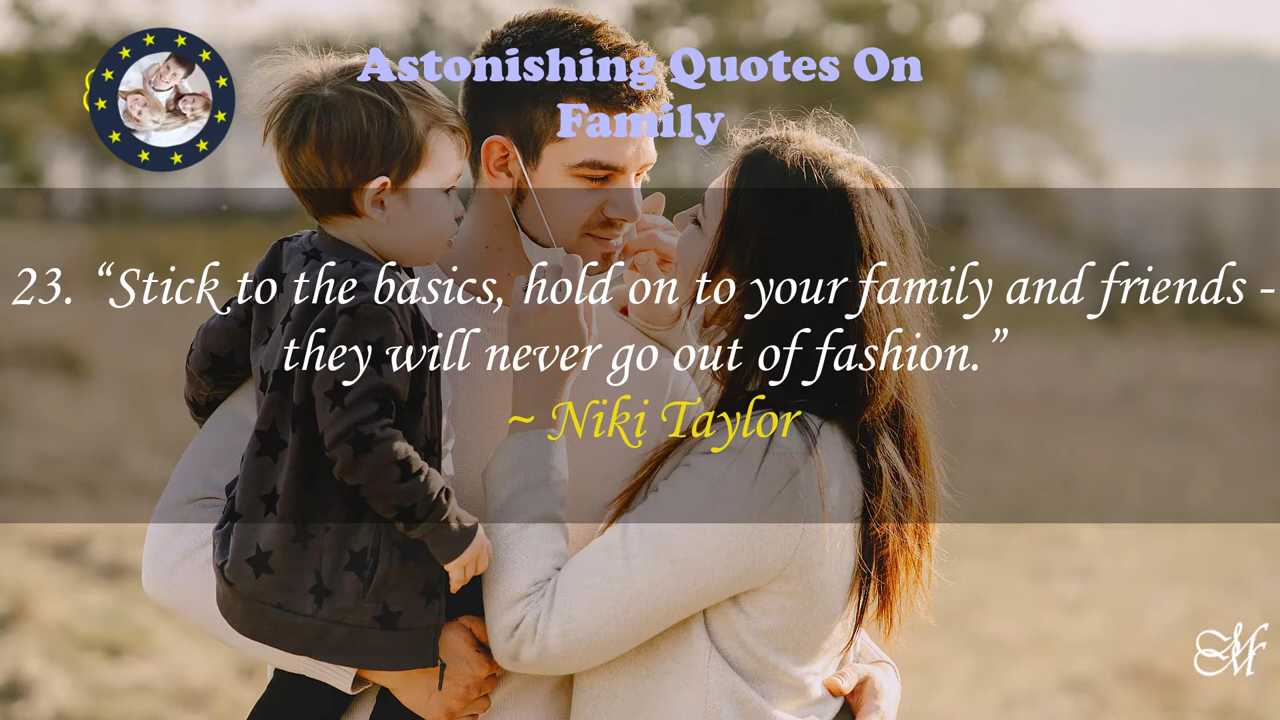 Astonishing Quotes On
Family
23. “Stick to the basics, hold on to your family and friends -
they will never go out of fashion.”
~ Niki Taylor